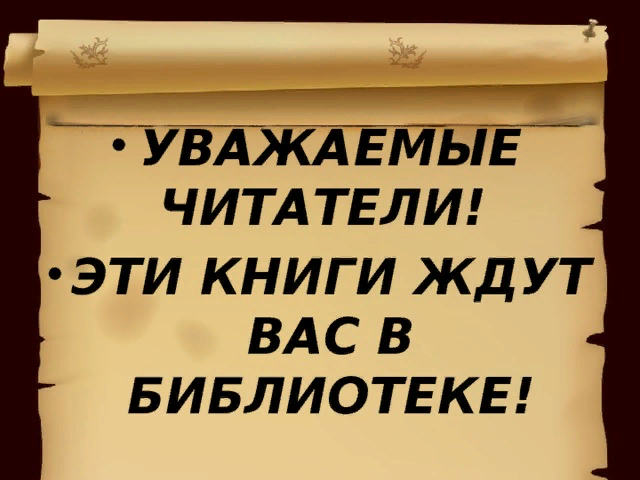 • УВАЖАЕМЫЕ
ЧИТАТЕЛИ!
• ЭТИ КНИГИ ЖДУТ
ВАС В
БИБЛИОТЕКЕ!